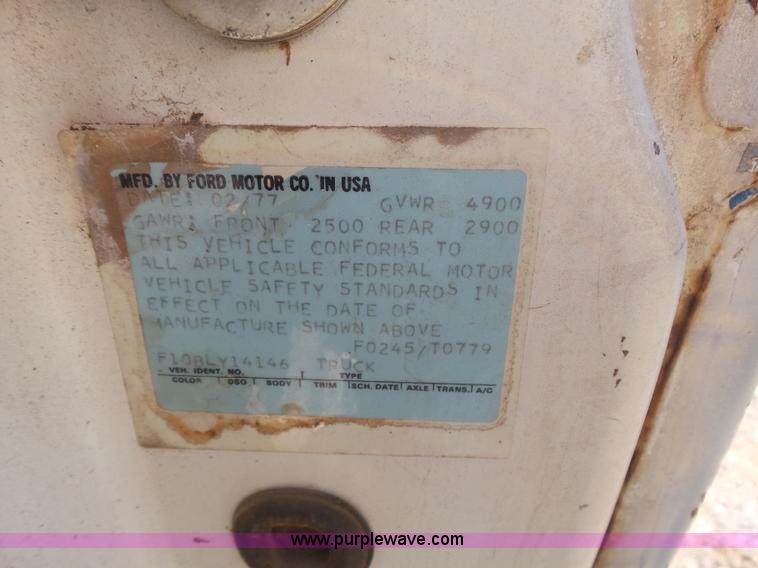 MFD. BY FORD MOTOR CO. IN USA
DATE: 02/77 GVWR: 4900
GAWR: FRONT 2500 REAR 2900
THIS VEHICLE CONFORMS TO
ALL APPLICABLE FEDERAL MOTOR
VEHICLE SAFETY STANDARDS IN
EFFECT ON THE DATE OF
MANUFACTURE SHOWN ABOVE
F0245/T0779
F10BLY14146 TRUCK
VEH. IDENT. NO. TYPE
COLOR DSO BODY TRIM SCH. DATE AXLE TRANS. A/C
www.purplewave.com